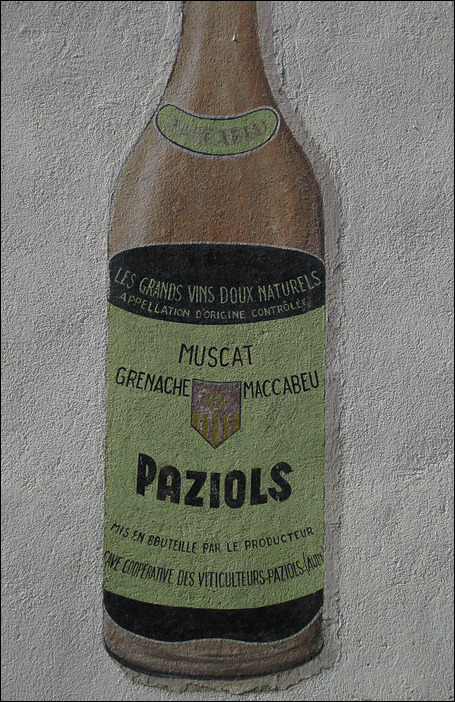 MACCABEU
LES GRANDS VINS DOUX NATURELS
APPELLATION D'ORIGINE CONTRÔLÉE
MUSCAT
GRENACHE MACCABEU
PAZIOLS
MIS EN BOUTEILLE PAR LE PRODUCTEUR
CAVE COOPERATIVE DES VITICULTEURS-PAZIOLS-(AUDE